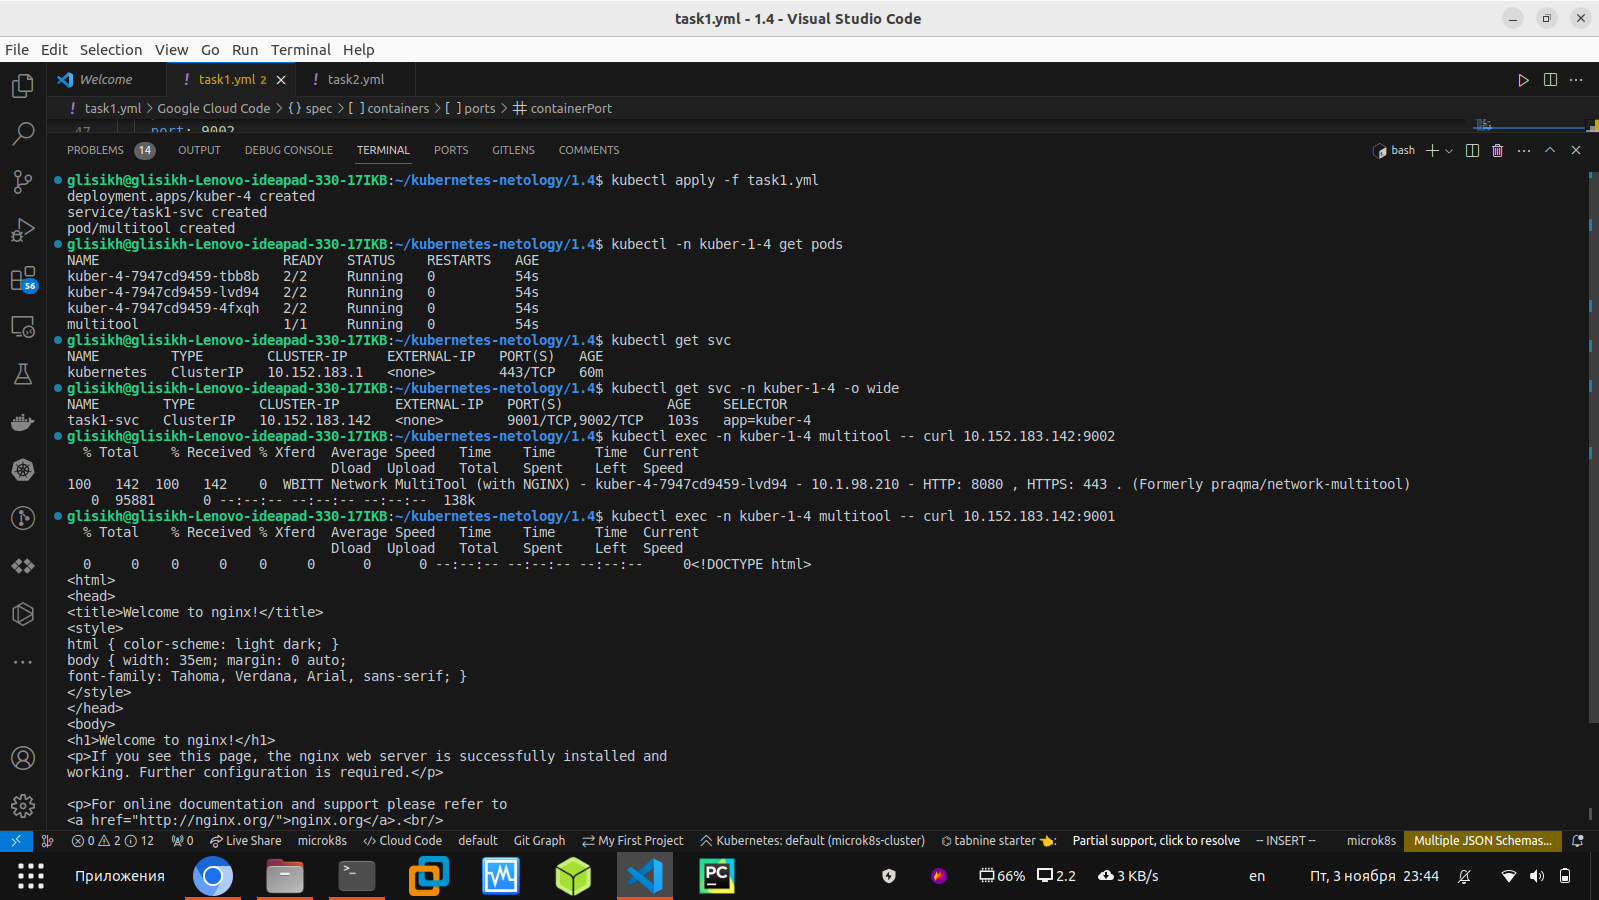 task1.yml - 1.4 - Visual Studio Code
File Edit Selection View Go Run Terminal Help
Welcome ! task1.yml 2 ! task2.yml
! task1.yml > Google Cloud Code > {} spec > [ ] containers > [ ] ports > containerPort
47 port: 9002
PROBLEMS 14 OUTPUT DEBUG CONSOLE TERMINAL PORTS GITLENS COMMENTS bash
glisikh@glisikh-Lenovo-ideapad-330-17IKB:~/kubernetes-netology/1.4$ kubectl apply -f task1.yml
deployment.apps/kuber-4 created
service/task1-svc created
pod/multitool created
glisikh@glisikh-Lenovo-ideapad-330-17IKB:~/kubernetes-netology/1.4$ kubectl -n kuber-1-4 get pods
NAME READY STATUS RESTARTS AGE
kuber-4-7947cd9459-tbb8b 2/2 Running 0 54s
kuber-4-7947cd9459-lvd94 2/2 Running 0 54s
kuber-4-7947cd9459-4fxqh 2/2 Running 0 54s
multitool 1/1 Running 0 54s
glisikh@glisikh-Lenovo-ideapad-330-17IKB:~/kubernetes-netology/1.4$ kubectl get svc
NAME TYPE CLUSTER-IP EXTERNAL-IP PORT(S) AGE
kubernetes ClusterIP 10.152.183.1 <none> 443/TCP 60m
glisikh@glisikh-Lenovo-ideapad-330-17IKB:~/kubernetes-netology/1.4$ kubectl get svc -n kuber-1-4 -o wide
NAME TYPE CLUSTER-IP EXTERNAL-IP PORT(S) AGE SELECTOR
task1-svc ClusterIP 10.152.183.142 <none> 9001/TCP,9002/TCP 103s app=kuber-4
glisikh@glisikh-Lenovo-ideapad-330-17IKB:~/kubernetes-netology/1.4$ kubectl exec -n kuber-1-4 multitool -- curl 10.152.183.142:9002
% Total % Received % Xferd Average Speed Time Time Time Current
Dload Upload Total Spent Left Speed
100 142 100 142 0 WBITT Network MultiTool (with NGINX) - kuber-4-7947cd9459-lvd94 - 10.1.98.210 - HTTP: 8080 , HTTPS: 443 . (Formerly praqma/network-multitool)
0 95881 0 --:--:-- --:--:-- --:--:-- 138k
glisikh@glisikh-Lenovo-ideapad-330-17IKB:~/kubernetes-netology/1.4$ kubectl exec -n kuber-1-4 multitool -- curl 10.152.183.142:9001
% Total % Received % Xferd Average Speed Time Time Time Current
Dload Upload Total Spent Left Speed
0 0 0 0 0 0 0 0 --:--:-- --:--:-- --:--:-- 0<!DOCTYPE html>
<html>
<head>
<title>Welcome to nginx!</title>
<style>
html { color-scheme: light dark; }
body { width: 35em; margin: 0 auto;
font-family: Tahoma, Verdana, Arial, sans-serif; }
</style>
</head>
<body>
<h1>Welcome to nginx!</h1>
<p>If you see this page, the nginx web server is successfully installed and
working. Further configuration is required.</p>
<p>For online documentation and support please refer to
<a href="http://nginx.org/">nginx.org</a>.<br/>
56
0 2 12 0 Live Share microk8s Cloud Code default Git Graph My First Project Kubernetes: default (microk8s-cluster) tabnine starter Partial support, click to resolve -- INSERT -- microk8s Multiple JSON Schemas...
Приложения PC 66% 2.2 3 KB/s en Пт, 3 ноября 23:44